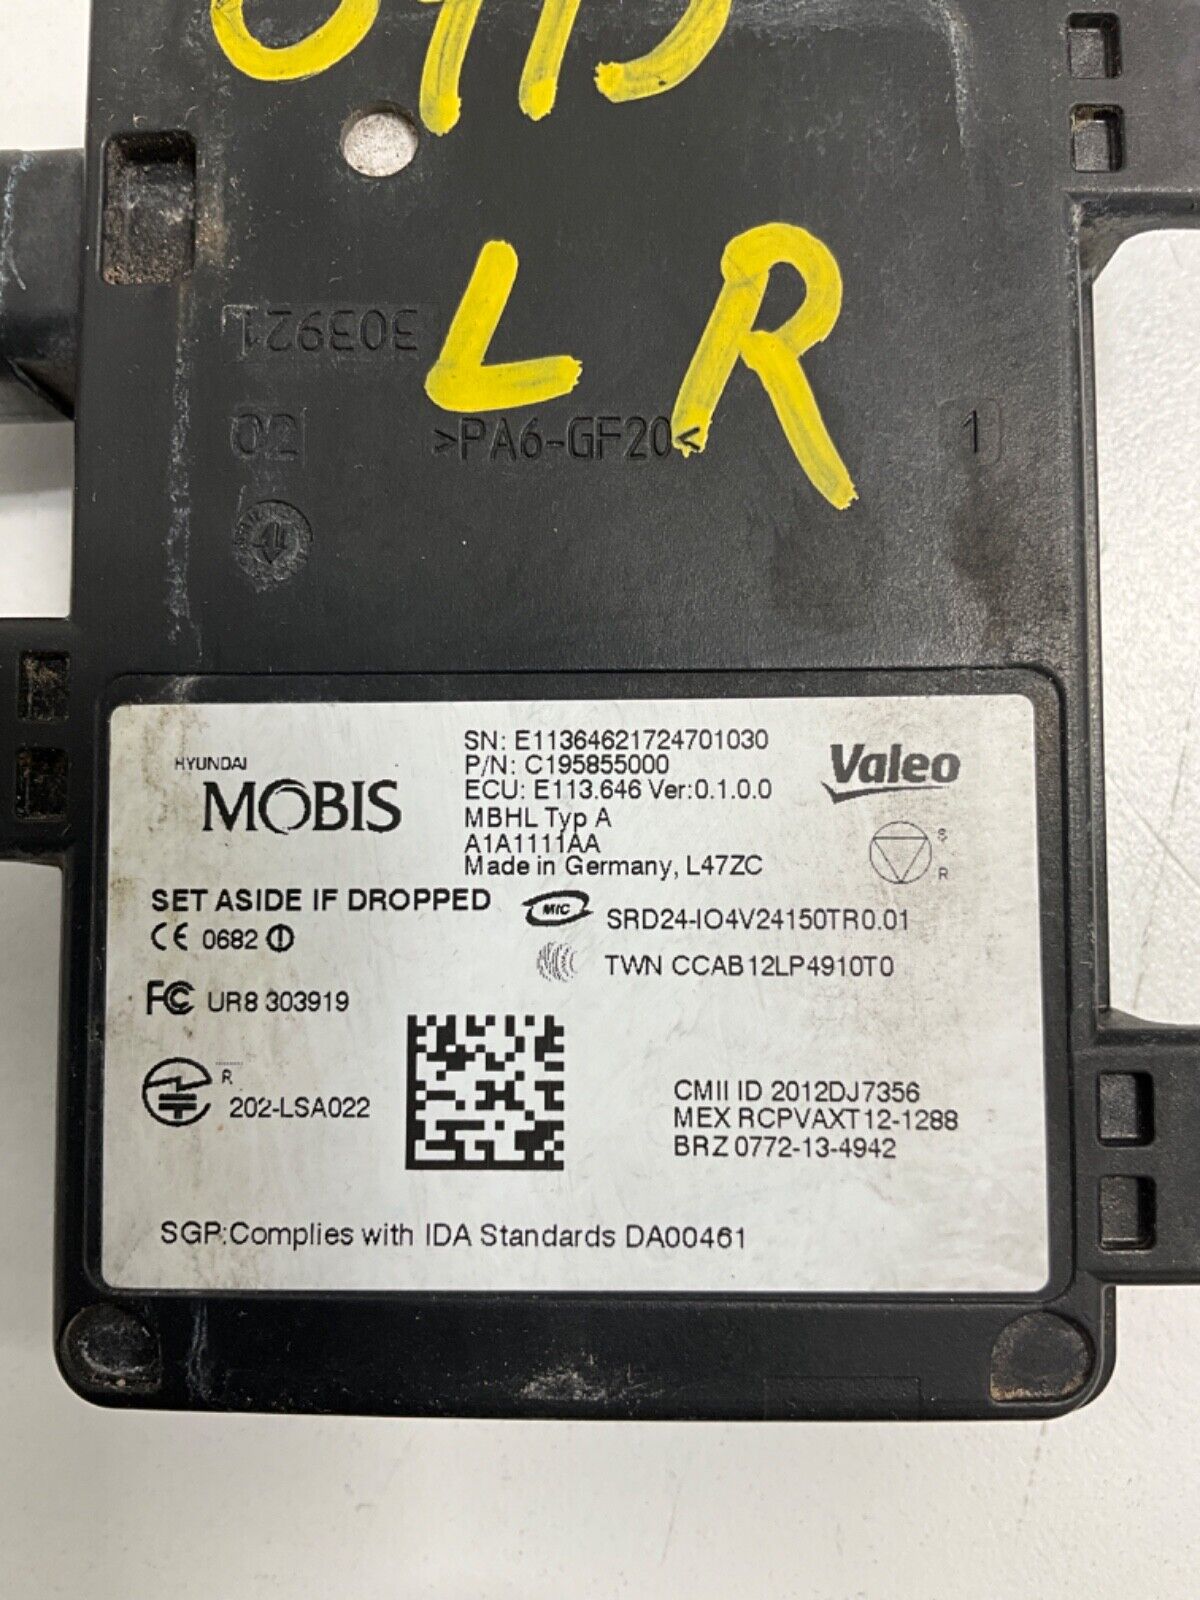 LR
303921
02
>PA6-GF20<
1
HYUNDAI
MOBIS
SN: E11364621724701030
P/N: C195855000
ECU: E113.646 Ver:0.1.0.0
MBHL Typ A
A1A1111AA
Made in Germany, L47ZC
Valeo
S
R
SET ASIDE IF DROPPED
CE 0682
MIC
SRD24-IO4V24150TR0.01
TWN CCAB12LP4910T0
FC UR8 303919
R
202-LSA022
CMII ID 2012DJ7356
MEX RCPVAXT12-1288
BRZ 0772-13-4942
SGP:Complies with IDA Standards DA00461